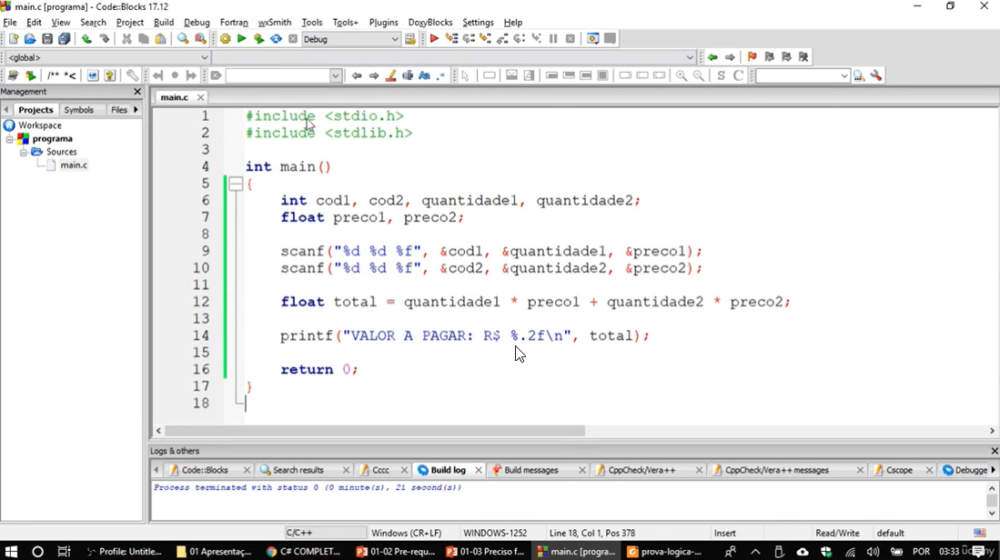 main.c [programa] - Code::Blocks 17.12
File Edit View Search Project Build Debug Fortran wxSmith Tools Tools+ Plugins DoxyBlocks Settings Help
Debug
<global>
/** *<
S C
Management
Projects Symbols Files
Workspace
programa
Sources
main.c
main.c
1 #include <stdio.h>
2 #include <stdlib.h>
3
4 int main()
5 {
6 int cod1, cod2, quantidade1, quantidade2;
7 float preco1, preco2;
8
9 scanf("%d %d %f", &cod1, &quantidade1, &preco1);
10 scanf("%d %d %f", &cod2, &quantidade2, &preco2);
11
12 float total = quantidade1 * preco1 + quantidade2 * preco2;
13
14 printf("VALOR A PAGAR: R$ %.2f\n", total);
15
16 return 0;
17 }
18
Logs & others
Code::Blocks Search results Cccc Build log Build messages CppCheck/Vera++ CppCheck/Vera++ messages Cscope Debugge
Process terminated with status 0 (0 minute(s), 21 second(s))
C/C++ Windows (CR+LF) WINDOWS-1252 Line 18, Col 1, Pos 378 Insert Read/Write default
Profile: Untitle... 01 Apresentaç... C# COMPLET... 01-02 Pre-requ... 01-03 Preciso f... main.c [progra... prova-logica-... POR 03:33
udemy